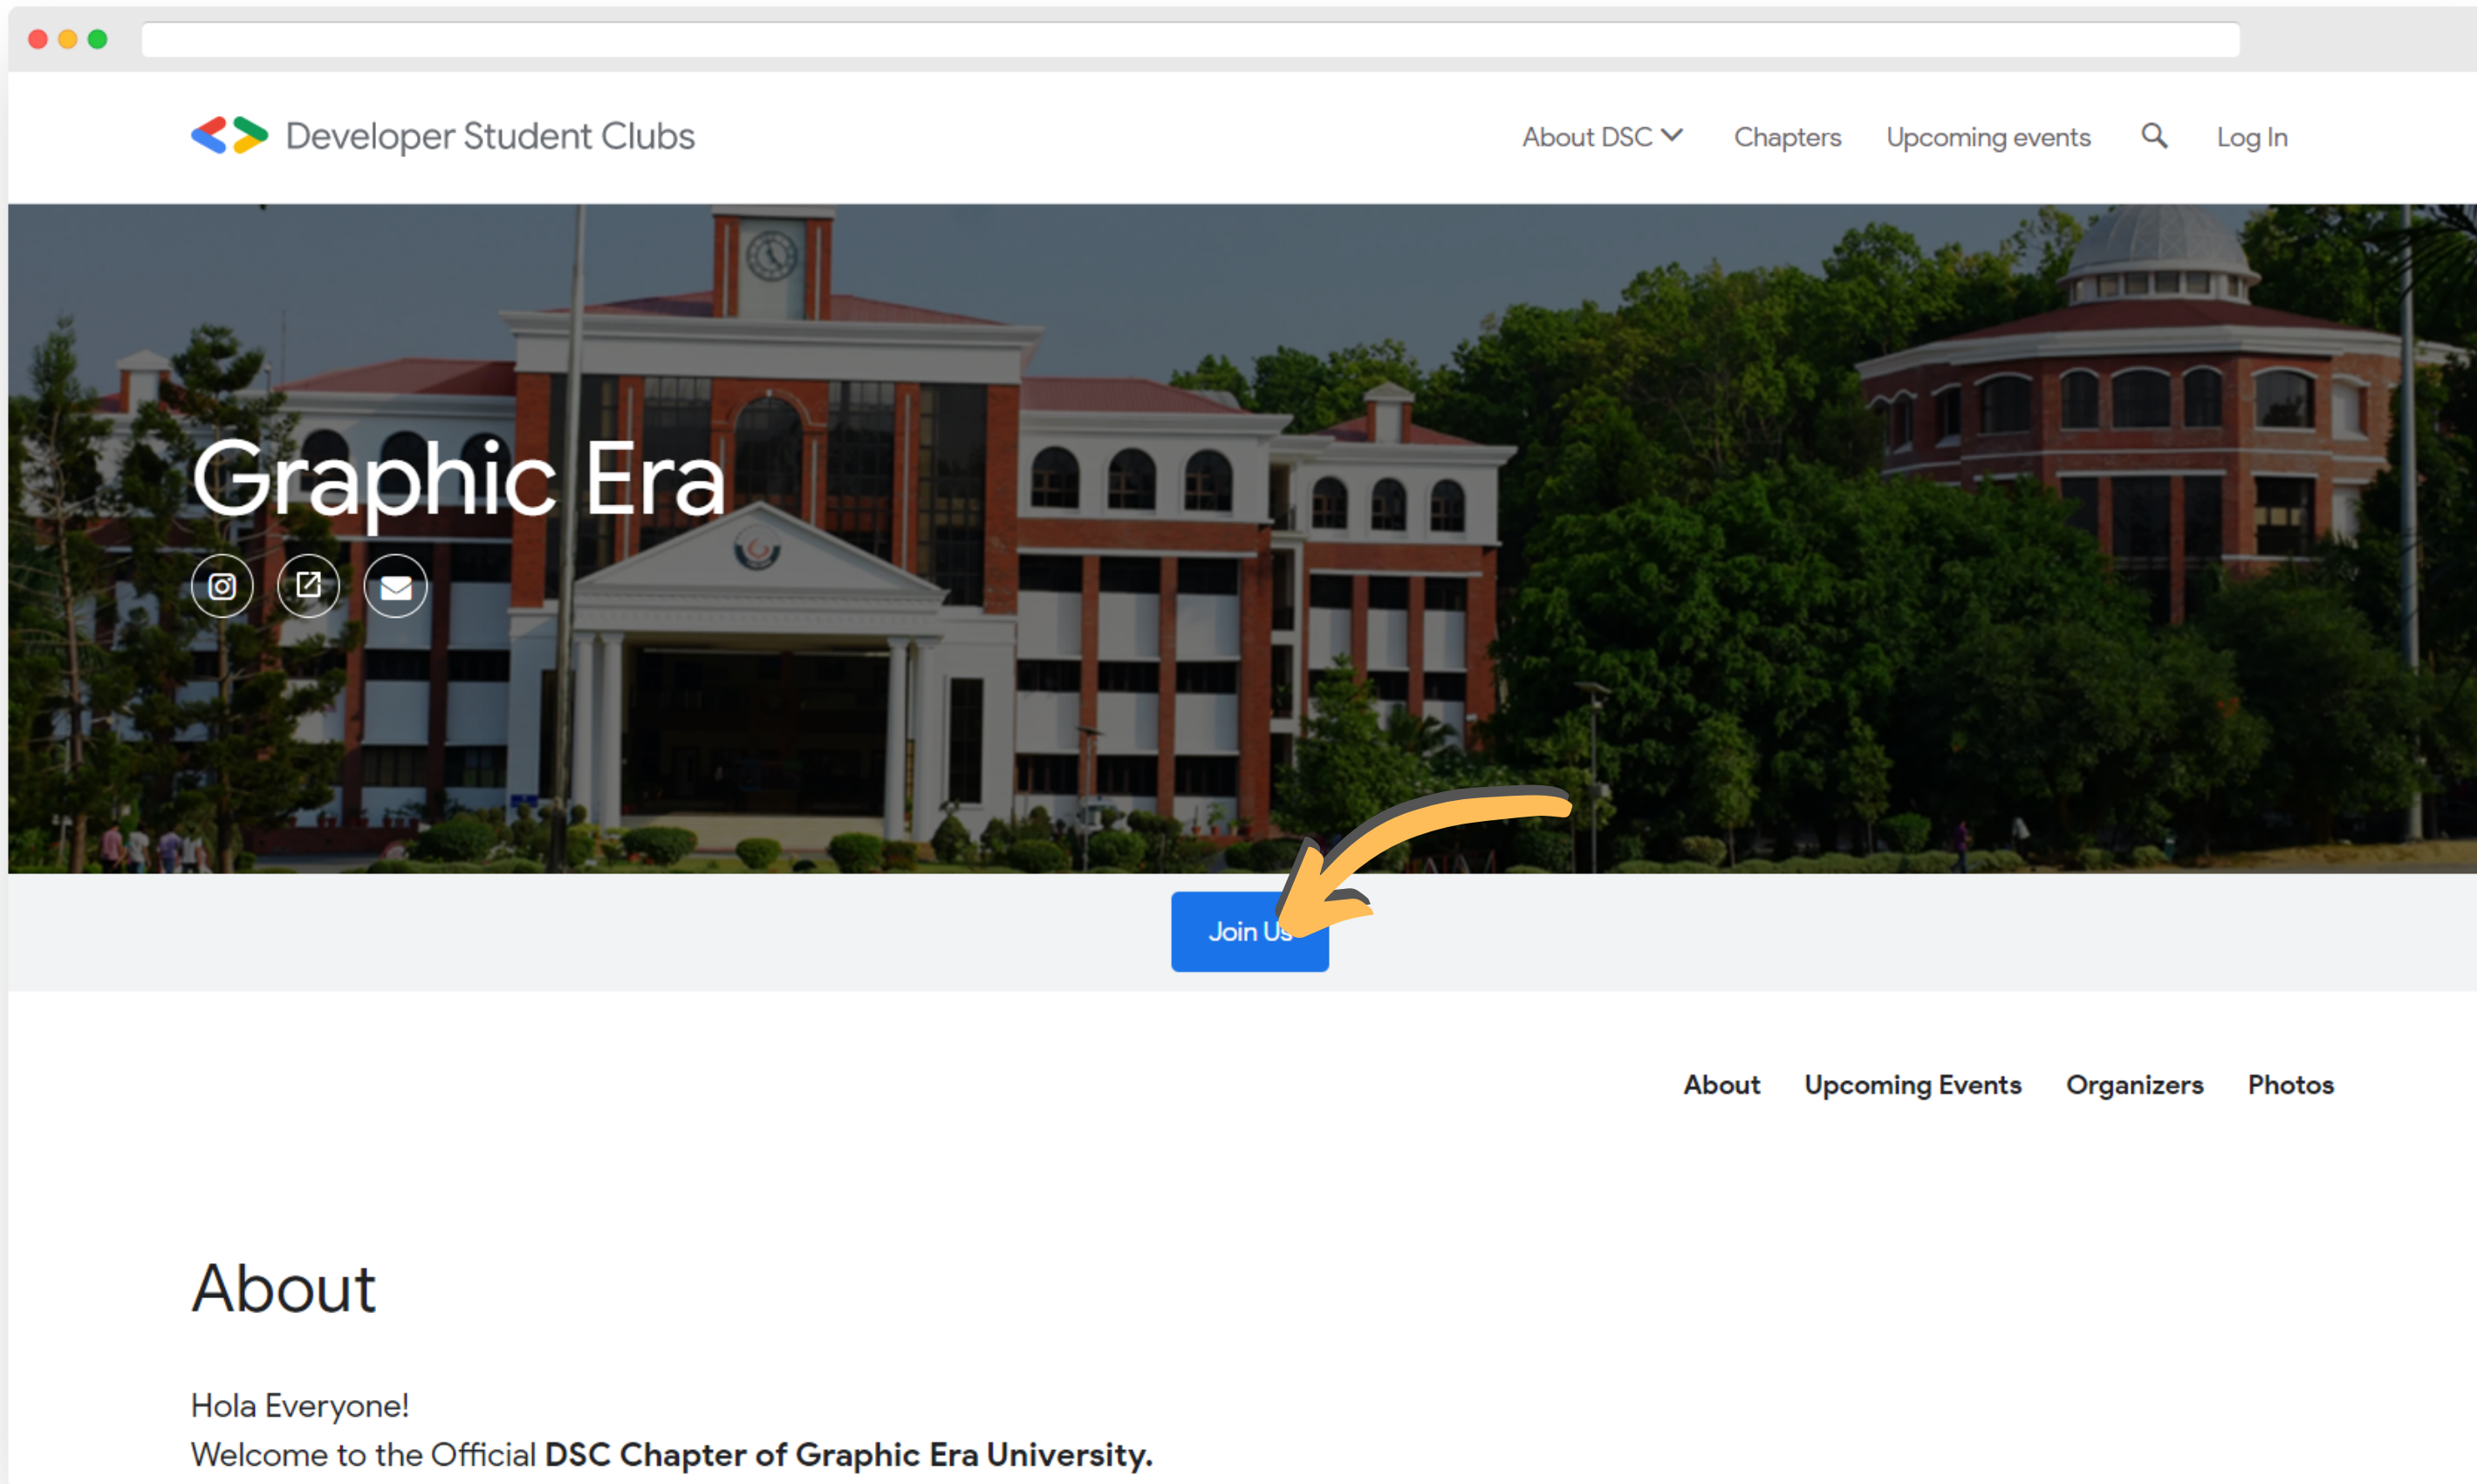 Developer Student Clubs
About DSC Chapters Upcoming events Log In
Graphic Era
Join Us
About Upcoming Events Organizers Photos
About
Hola Everyone!
Welcome to the Official DSC Chapter of Graphic Era University.